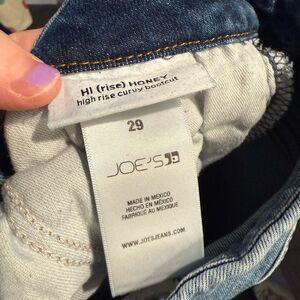 HI (rise) HONEY
high rise curvy bootcut
29
JOE'S
MADE IN MEXICO
HECHO EN MÉXICO
FABRIQUÉ AU MEXIQUE
WWW.JOESJEANS.COM